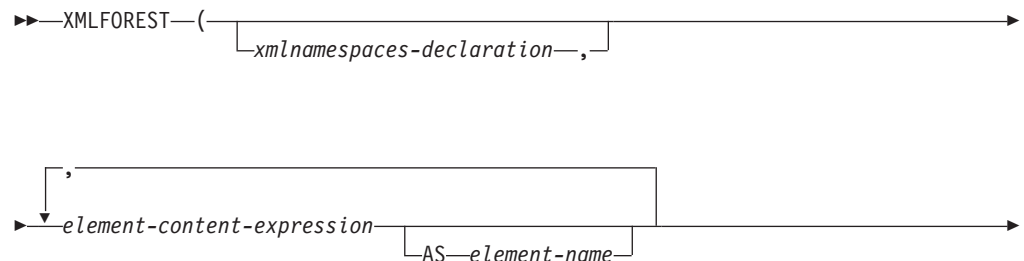 XMLFOREST (
xmlnamespaces-declaration ,
,
element-content-expression
AS element-name